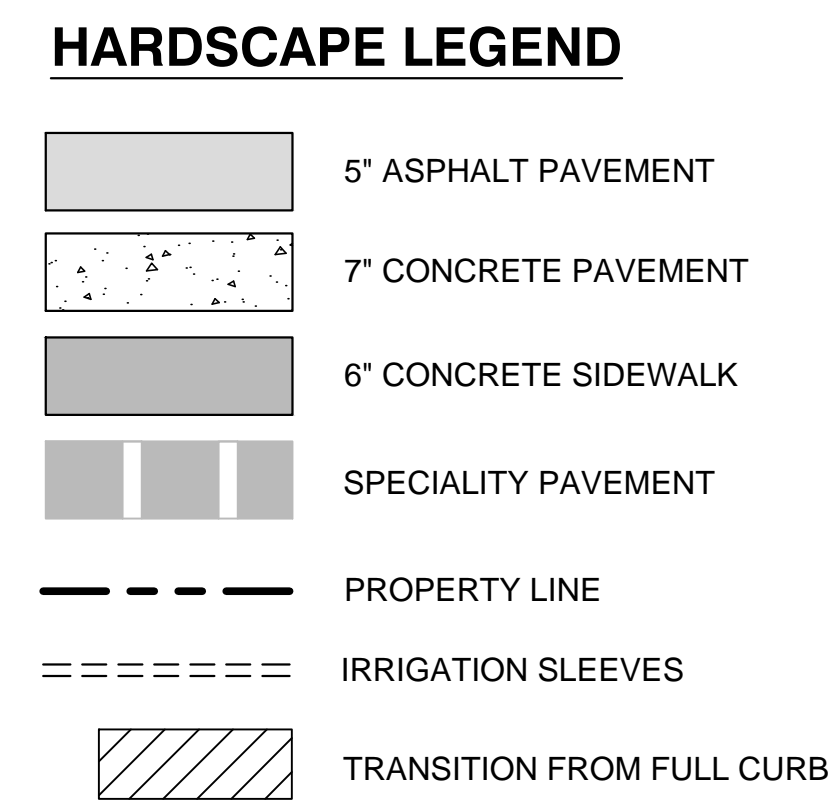 HARDSCAPE LEGEND
5" ASPHALT PAVEMENT
7" CONCRETE PAVEMENT
6" CONCRETE SIDEWALK
SPECIALITY PAVEMENT
PROPERTY LINE
IRRIGATION SLEEVES
TRANSITION FROM FULL CURB